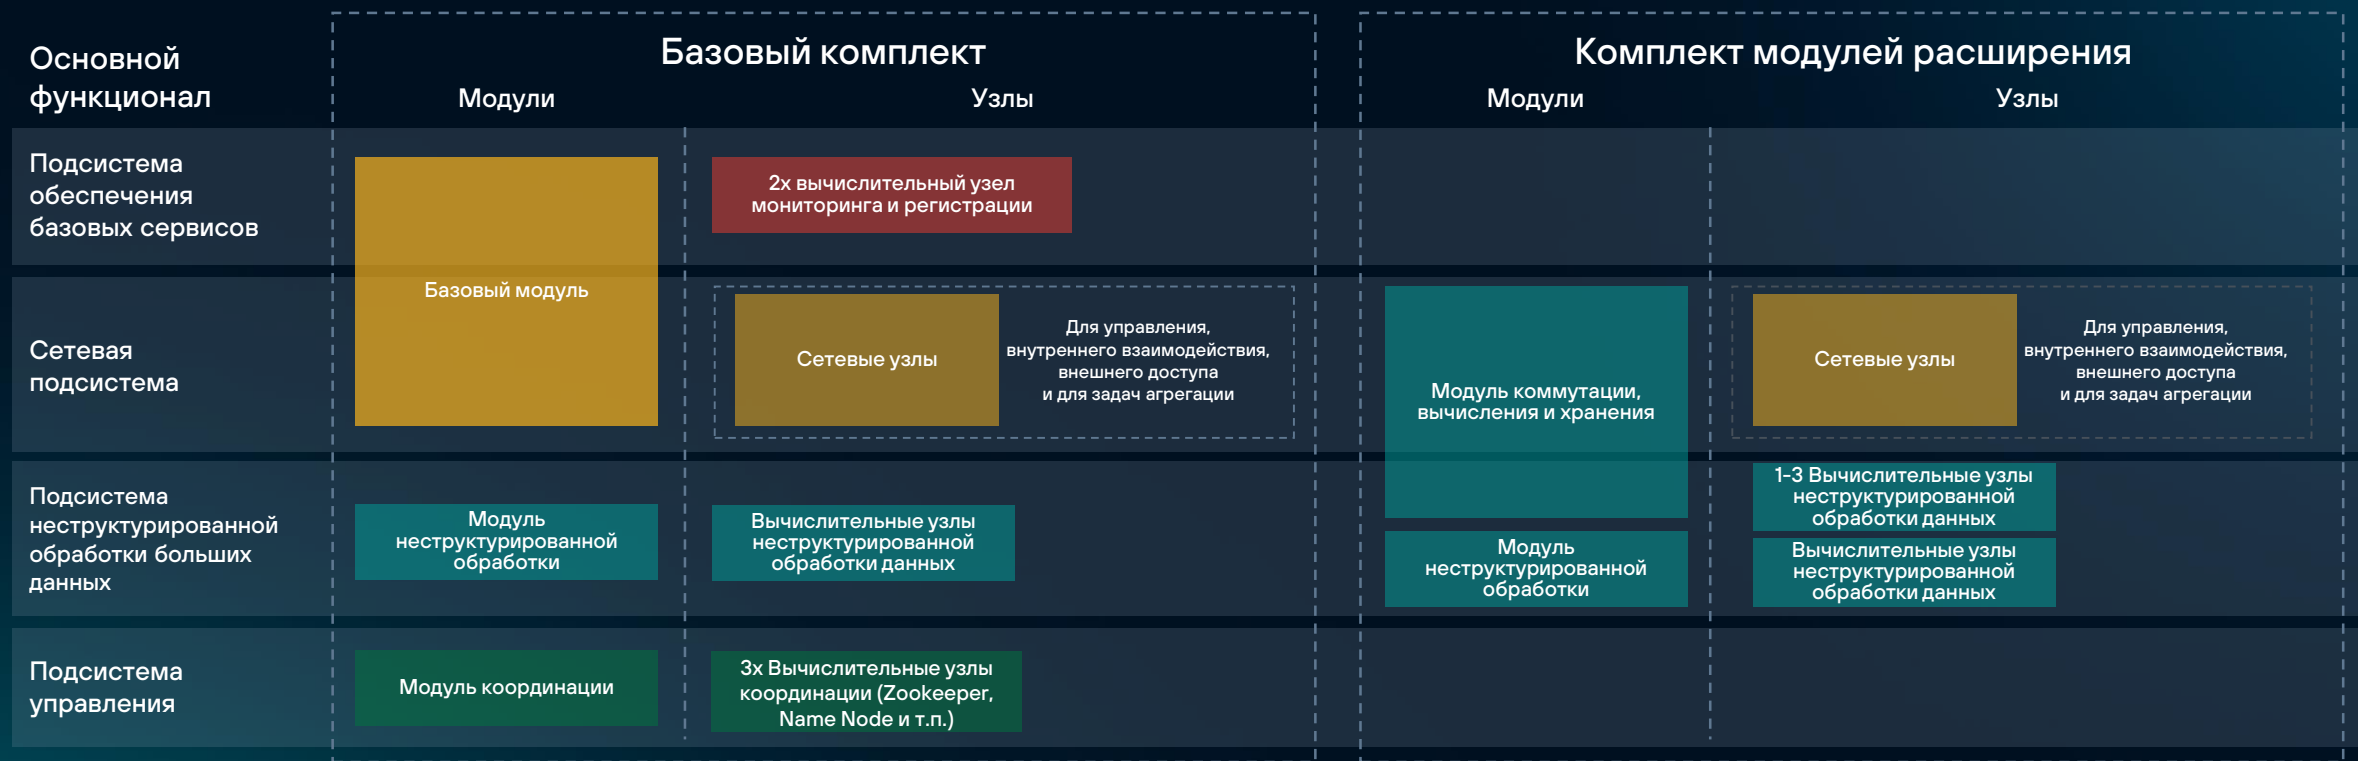 Основной
функционал
Базовый комплект
Модули
Узлы
Комплект модулей расширения
Модули
Узлы
Подсистема
обеспечения
базовых сервисов
Базовый модуль
2х вычислительный узел
мониторинга и регистрации
Сетевая
подсистема
Сетевые узлы
Для управления,
внутреннего взаимодействия,
внешнего доступа
и для задач агрегации
Модуль коммутации,
вычисления и хранения
Сетевые узлы
Для управления,
внутреннего взаимодействия,
внешнего доступа
и для задач агрегации
Подсистема
неструктурированной
обработки больших
данных
Модуль
неструктурированной
обработки
Вычислительные узлы
неструктурированной
обработки данных
Модуль
неструктурированной
обработки
1-3 Вычислительные узлы
неструктурированной
обработки данных
Вычислительные узлы
неструктурированной
обработки данных
Подсистема
управления
Модуль координации
3х Вычислительные узлы
координации (Zookeeper,
Name Node и т.п.)